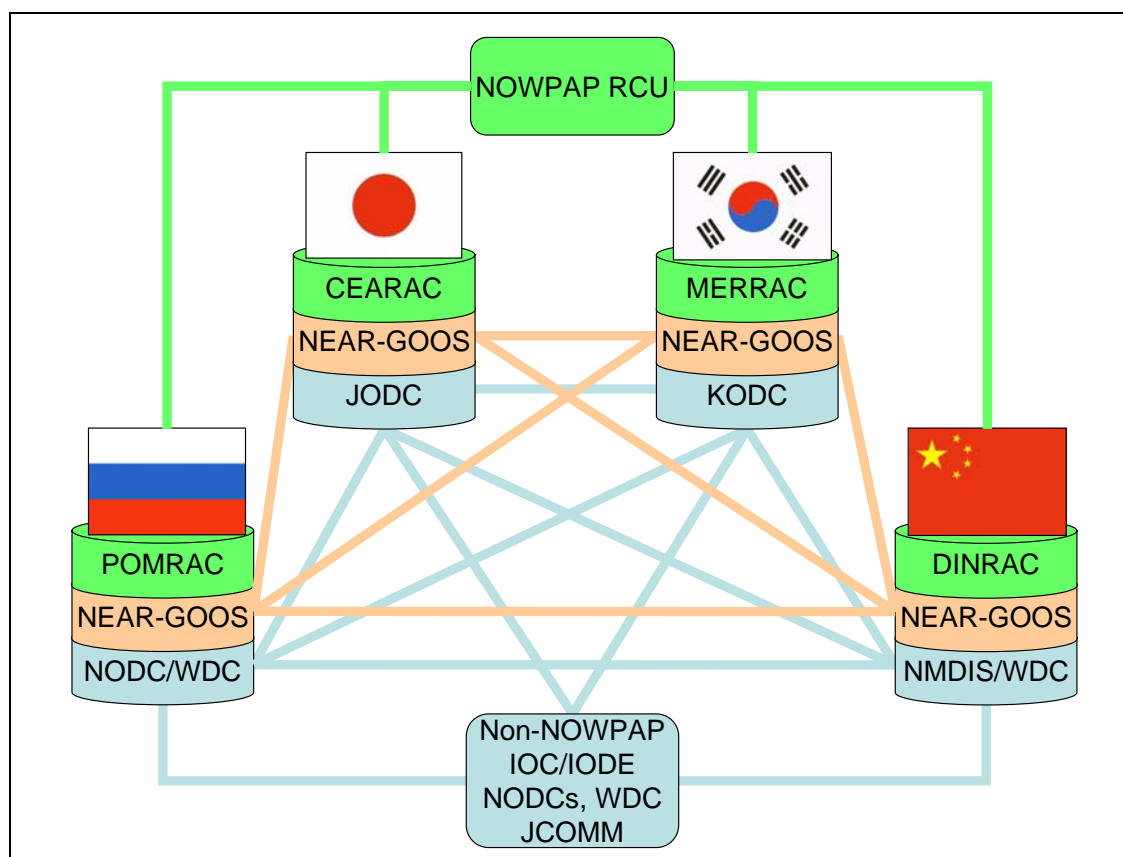 NOWPAP RCU
CEARAC
NEAR-GOOS
JODC
MERRAC
NEAR-GOOS
KODC
POMRAC
NEAR-GOOS
NODC/WDC
DINRAC
NEAR-GOOS
NMDIS/WDC
Non-NOWPAP
IOC/IODE
NODCs, WDC
JCOMM